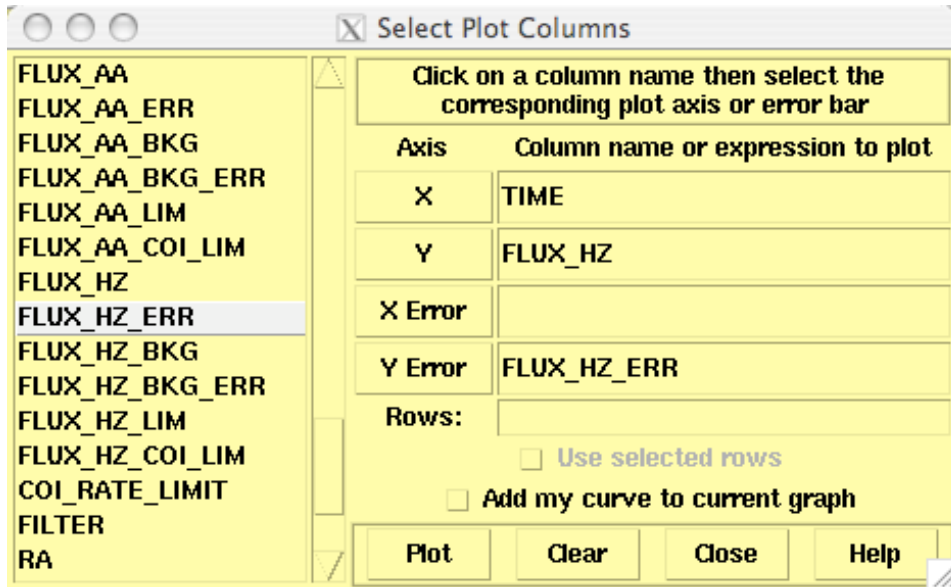 X Select Plot Columns
FLUX_AA
FLUX_AA_ERR
FLUX_AA_BKG
FLUX_AA_BKG_ERR
FLUX_AA_LIM
FLUX_AA_COI_LIM
FLUX_HZ
FLUX_HZ_ERR
FLUX_HZ_BKG
FLUX_HZ_BKG_ERR
FLUX_HZ_LIM
FLUX_HZ_COI_LIM
COI_RATE_LIMIT
FILTER
RA
Click on a column name then select the
corresponding plot axis or error bar
Axis Column name or expression to plot
X TIME
Y FLUX_HZ
X Error
Y Error FLUX_HZ_ERR
Rows:
Use selected rows
Add my curve to current graph
Plot Clear Close Help